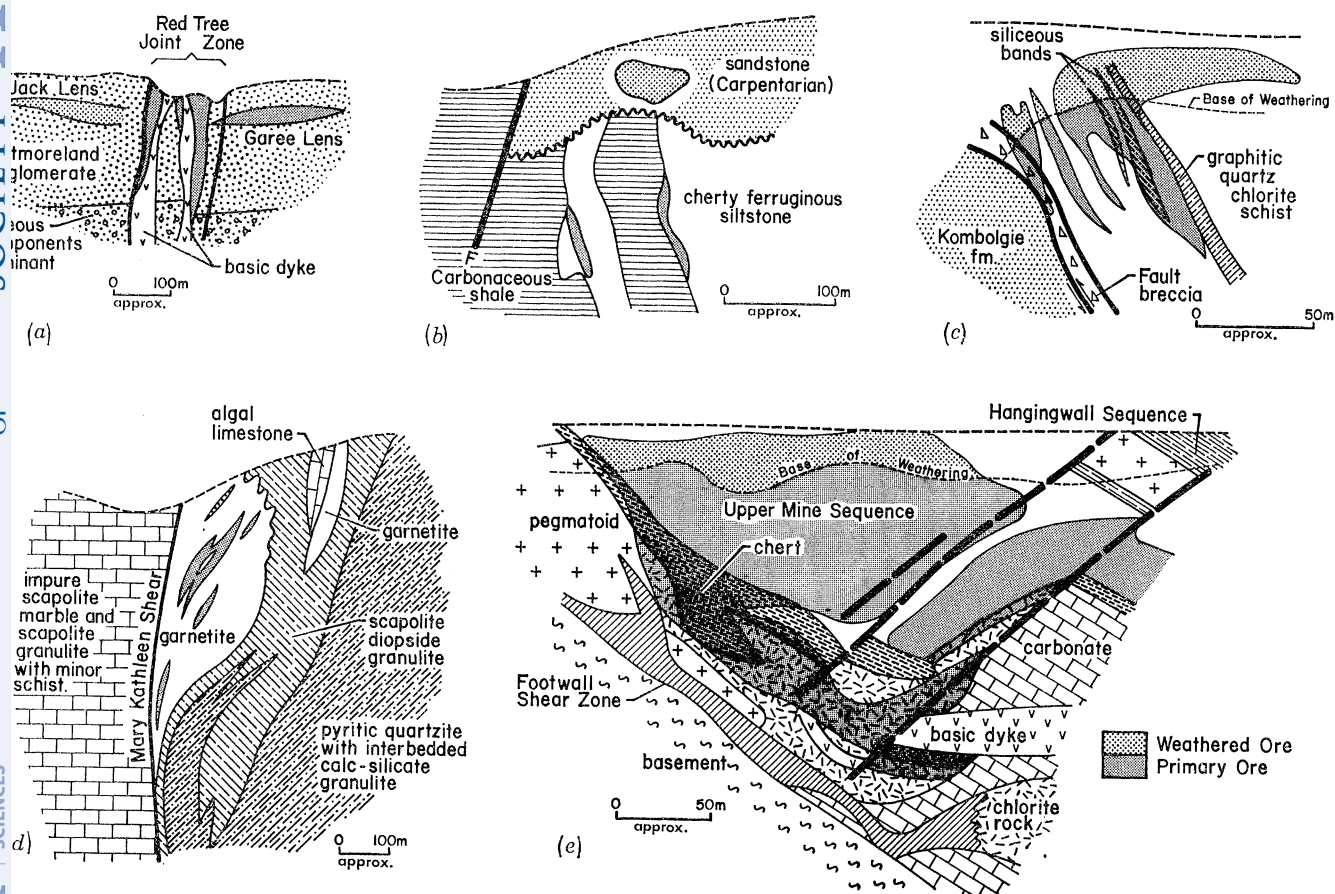 Red Tree
Joint Zone
Jack Lens
Garee Lens
tmoreland
glomerate
eous
ponents
inant
basic dyke
0 100m
approx.
(a)
sandstone
(Carpentarian)
cherty ferruginous
siltstone
F
Carbonaceous
shale
0 100m
approx.
(b)
siliceous
bands
Base of Weathering
graphitic
quartz
chlorite
schist
Kombolgie
fm.
Fault
breccia
0 50m
approx.
(c)
algal
limestone
garnetite
impure
scapolite
marble and
scapolite
granulite
with minor
schist.
Mary Kathleen Shear
garnetite
scapolite
diopside
granulite
pyritic quartzite
with interbedded
calc-silicate
granulite
0 100m
approx.
d)
Hangingwall Sequence
Base of Weathering
Upper Mine Sequence
pegmatoid
chert
carbonate
Footwall
Shear Zone
basic dyke
basement
Weathered Ore
Primary Ore
chlorite
rock
0 50m
approx.
(e)
SCIENCES